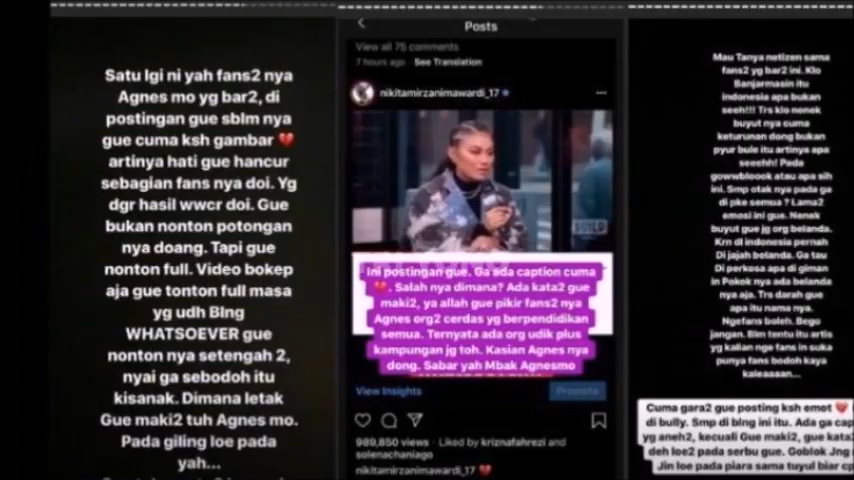 Satu lgi ni yah fans2 nya
Agnes mo yg bar2, di
postingan gue sblm nya
gue cuma ksh gambar 💔
artinya hati gue hancur
sebagian fans nya doi. Yg
dgr hasil wwcr doi. Gue
bukan nonton potongan
nya doang. Tapi gue
nonton full. Video bokep
aja gue tonton full masa
yg udh BIng
WHATSOEVER gue
nonton nya setengah 2,
nyai ga sebodoh itu
kisanak. Dimana letak
Gue maki2 tuh Agnes mo.
Pada giling loe pada
yah...
Posts
View all 75 comments
7 hours ago · See Translation
nikitamirzanimawardi_17
Ini postingan gue. Ga ada caption cuma
💔. Salah nya dimana? Ada kata2 gue
maki2, ya allah gue pikir fans2 nya
Agnes org2 cerdas yg berpendidikan
semua. Ternyata ada org udik plus
kampungan jg toh. Kasian Agnes nya
dong. Sabar yah Mbak Agnesmo
View Insights
Promote
989,850 views · Liked by kriznafahrezi and
solenachaniago
nikitamirzanimawardi_17 💔
Mau Tanya netizen sama
fans2 yg bar2 ini. Klo
Banjarmasin itu
indonesia apa bukan
seeh!!! Trs klo nenek
buyut nya cuma
keturunan dong bukan
pyur bule itu artinya apa
seeehh! Pada
gowwbloook atau apa sih
ini. Smp otak nya pada ga
di pke semua ? Lama2
emosi ini gue. Nenek
buyut gue jg org belanda.
Krn di indonesia pernah
Di jajah belanda. Ga tau
Di perkosa apa di giman
in Pokok nya ada belanda
nya aja. Trs darah gue
apa itu nama nya.
Ngefans boleh. Bego
jangan. Blm tentu itu artis
yg kalian nge fans in suka
punya fans bodoh kaya
kaleaaaan...
Cuma gara2 gue posting ksh emot 💔
di bully. Smp di blng ini itu. Ada ga cap
yg aneh2, kecuali Gue maki2, gue kata2
deh loe2 pada serbu gue. Goblok Jng
Jin loe pada piara sama tuyul biar cp